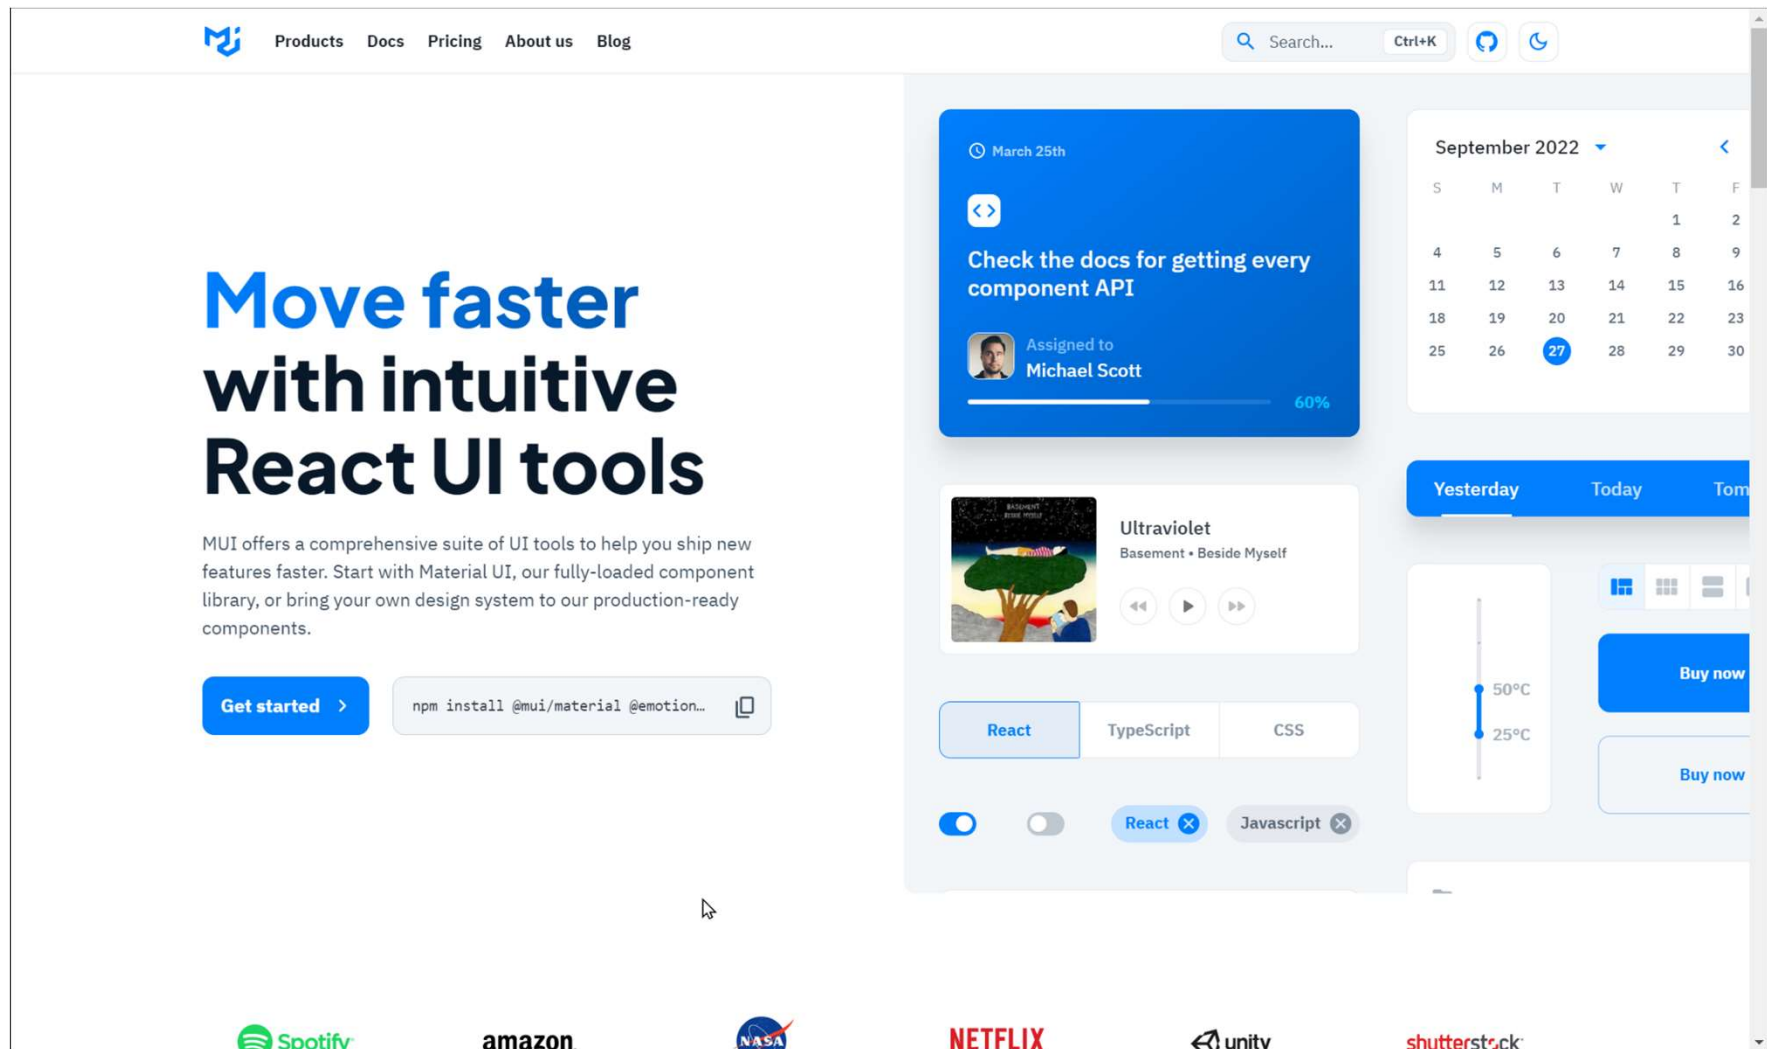 Products Docs Pricing About us Blog
Search... Ctrl+K
Move faster
with intuitive
React UI tools
MUI offers a comprehensive suite of UI tools to help you ship new
features faster. Start with Material UI, our fully-loaded component
library, or bring your own design system to our production-ready
components.
Get started
npm install @mui/material @emotion…
March 25th
Check the docs for getting every
component API
Assigned to
Michael Scott
60%
BASEMENT
BESIDE MYSELF
Ultraviolet
Basement • Beside Myself
React TypeScript CSS
React Javascript
September 2022
S M T W T F
1 2
4 5 6 7 8 9
11 12 13 14 15 16
18 19 20 21 22 23
25 26 27 28 29 30
Yesterday Today Tom
50°C
25°C
Buy now
Buy now
Spotify amazon NASA NETFLIX unity shutterstock